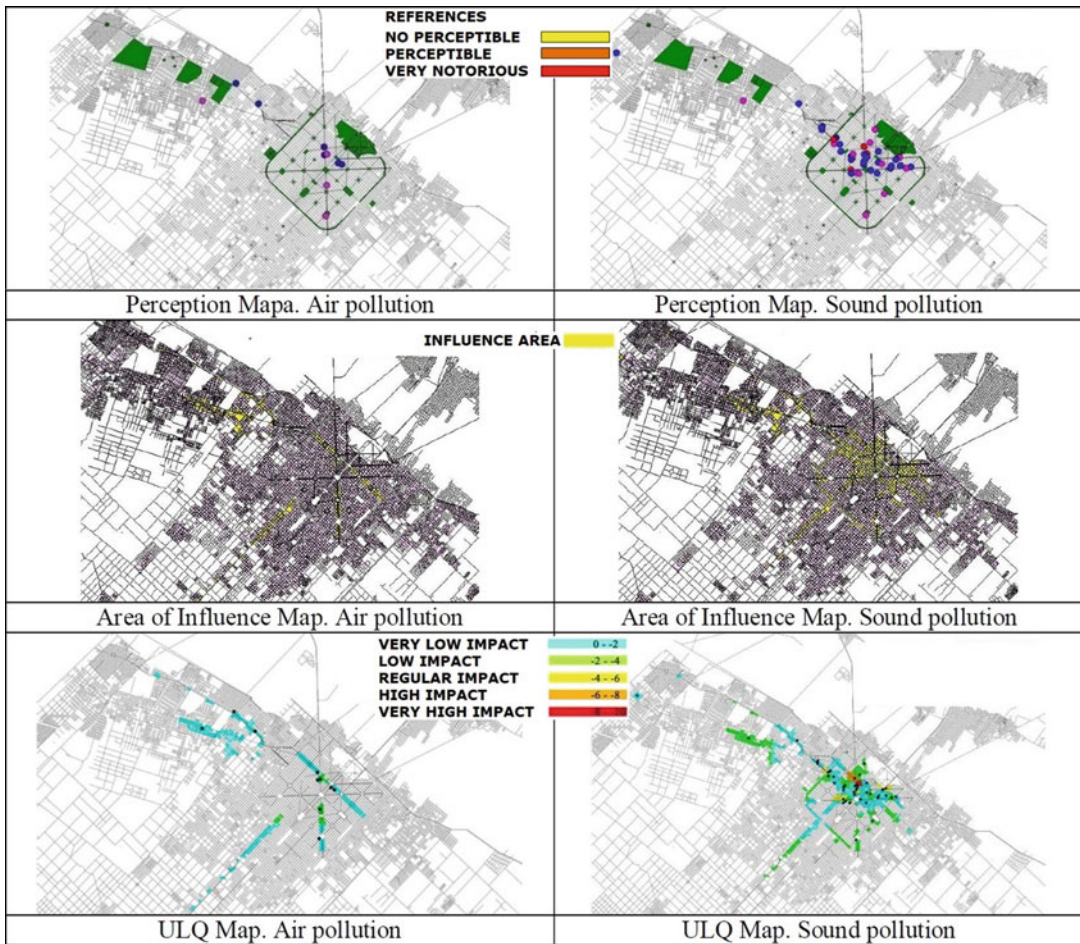 REFERENCES
NO PERCEPTIBLE
PERCEPTIBLE
VERY NOTORIOUS
Perception Mapa. Air pollution
Perception Map. Sound pollution
INFLUENCE AREA
Area of Influence Map. Air pollution
Area of Influence Map. Sound pollution
VERY LOW IMPACT 0 - -2
LOW IMPACT -2 - -4
REGULAR IMPACT -4 - -6
HIGH IMPACT -6 - -8
VERY HIGH IMPACT
ULQ Map. Air pollution
ULQ Map. Sound pollution